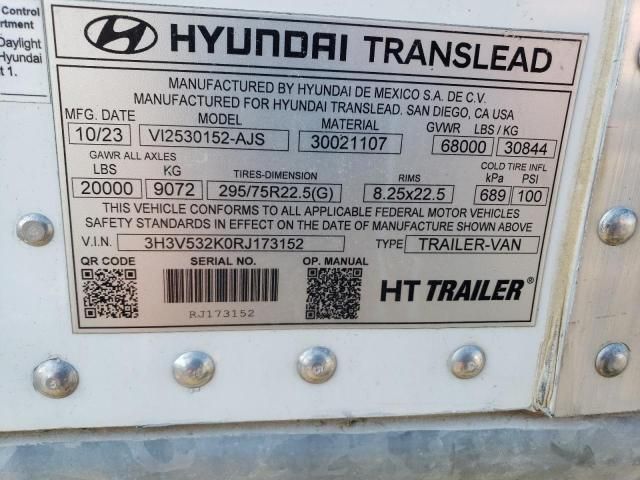 Control
partment
Daylight
Hyundai
t 1.
HYUNDAI TRANSLEAD
MANUFACTURED BY HYUNDAI DE MEXICO S.A. DE C.V.
MANUFACTURED FOR HYUNDAI TRANSLEAD. SAN DIEGO, CA USA
MFG. DATE MODEL MATERIAL GVWR LBS / KG
10/23 VI2530152-AJS 30021107 68000 30844
GAWR ALL AXLES COLD TIRE INFL
LBS KG TIRES-DIMENSION RIMS kPa PSI
20000 9072 295/75R22.5(G) 8.25x22.5 689 100
THIS VEHICLE CONFORMS TO ALL APPLICABLE FEDERAL MOTOR VEHICLES
SAFETY STANDARDS IN EFFECT ON THE DATE OF MANUFACTURE SHOWN ABOVE
V.I.N. 3H3V532K0RJ173152 TYPE TRAILER-VAN
QR CODE SERIAL NO. OP. MANUAL
HT TRAILER®
RJ173152